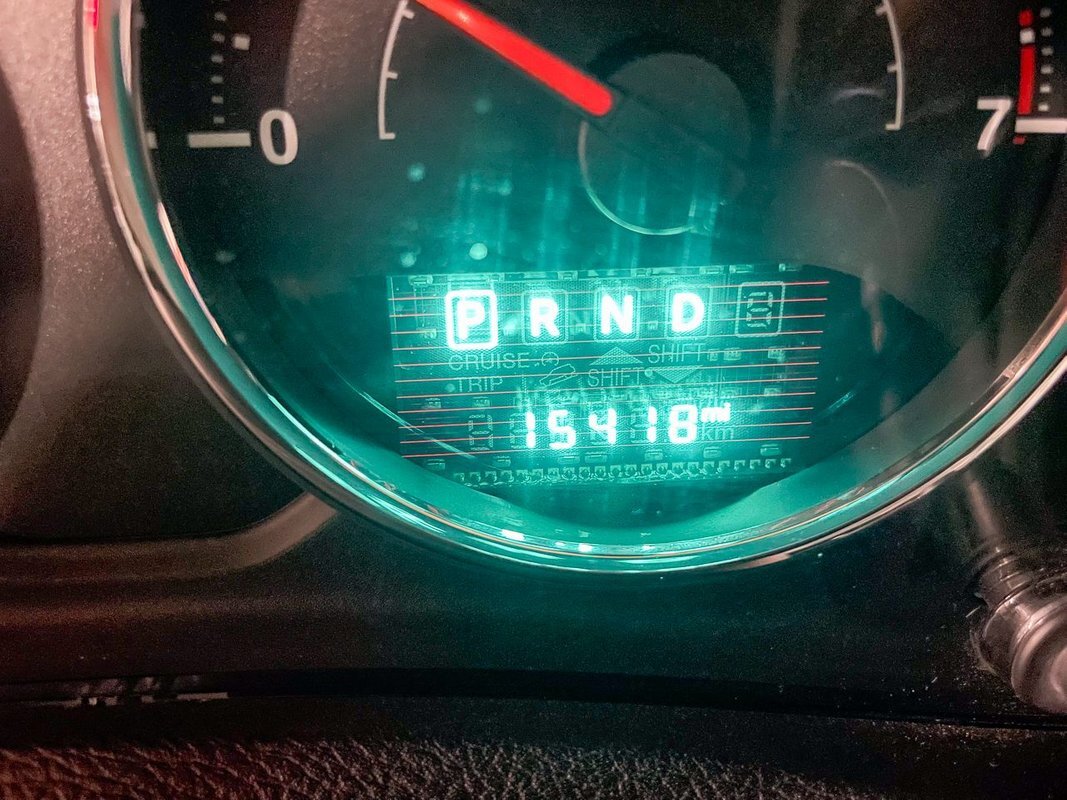 0 7
P R N D
CRUISE SHIFT
TRIP SHIFT
15418 mi
km